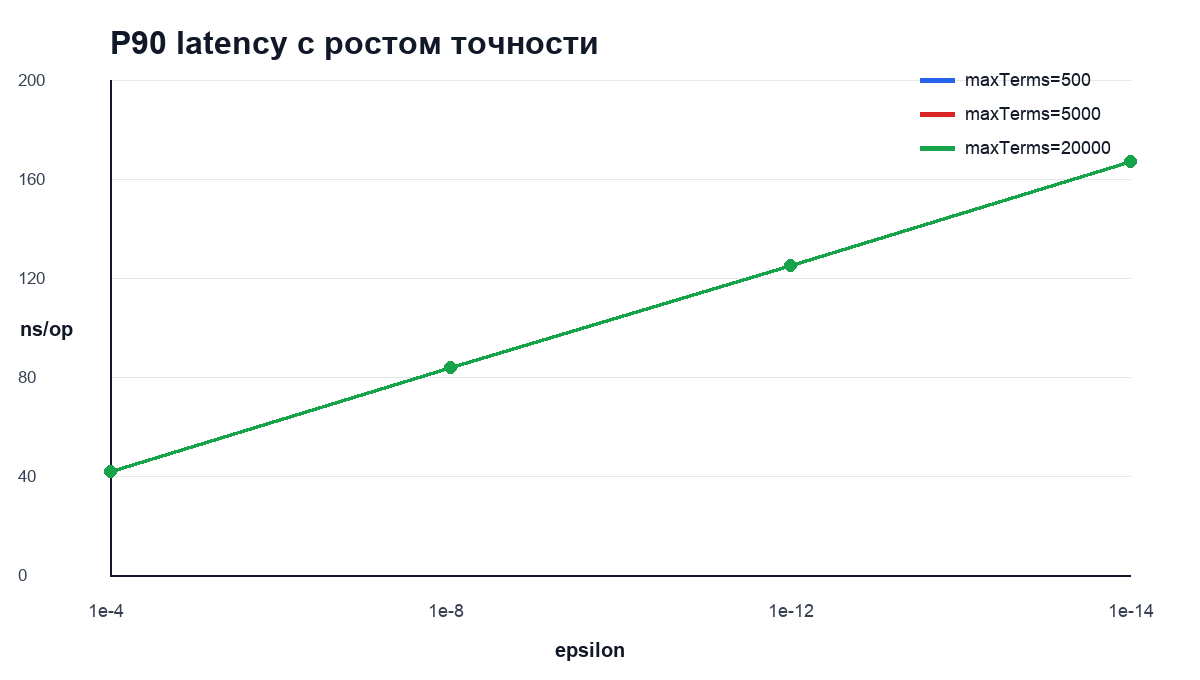 P90 latency с ростом точности
200
maxTerms=500
maxTerms=5000
maxTerms=20000
160
120
ns/op
80
40
0
1e-4 1e-8 1e-12 1e-14
epsilon